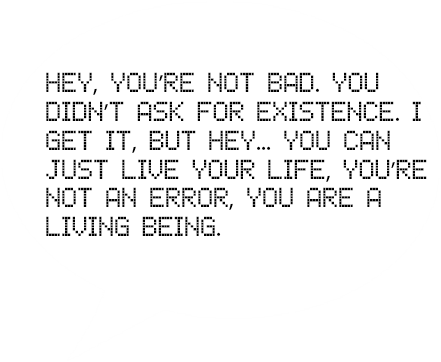 HEY, YOU'RE NOT BAD. YOU
DIDN'T ASK FOR EXISTENCE. I
GET IT, BUT HEY... YOU CAN
JUST LIVE YOUR LIFE, YOU'RE
NOT AN ERROR, YOU ARE A
LIVING BEING.